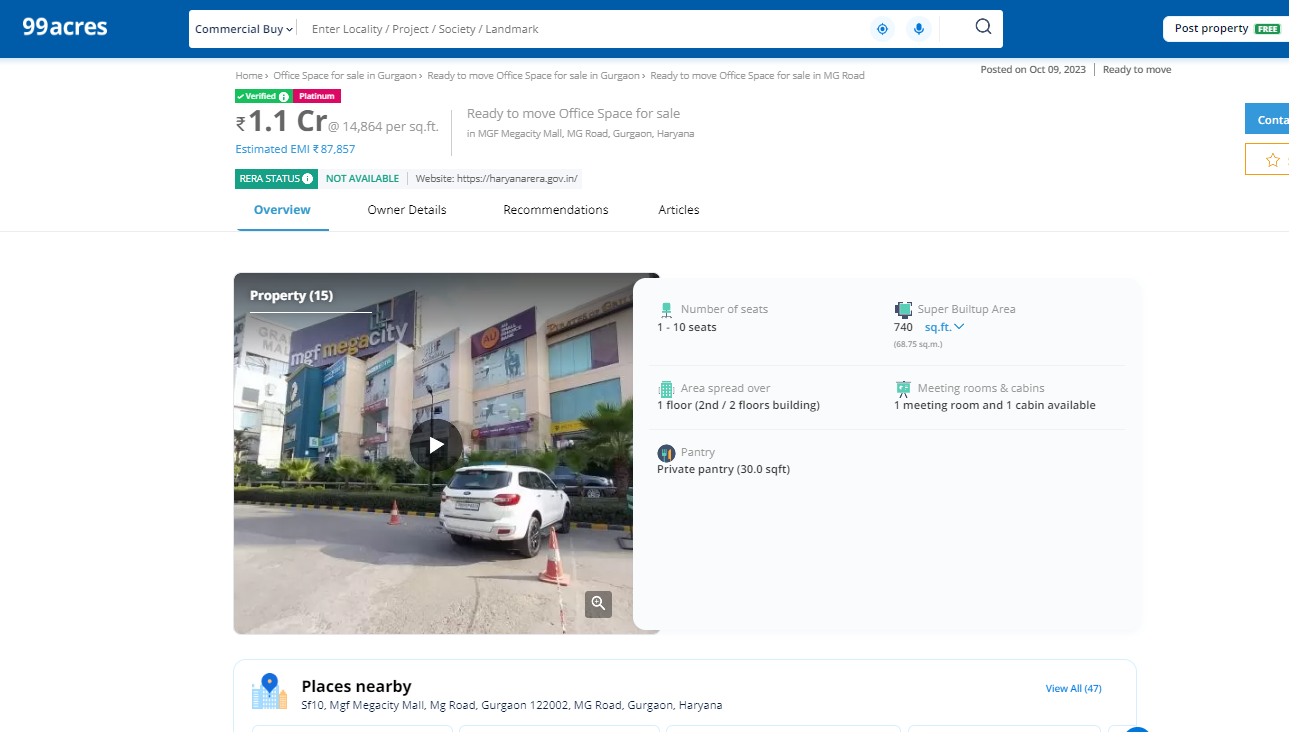 99acres
Commercial Buy
Enter Locality / Project / Society / Landmark
Post property FREE
Home › Office Space for sale in Gurgaon › Ready to move Office Space for sale in Gurgaon › Ready to move Office Space for sale in MG Road
Posted on Oct 09, 2023 | Ready to move
Verified Platinum
₹1.1 Cr @ 14,864 per sq.ft.
Ready to move Office Space for sale
in MGF Megacity Mall, MG Road, Gurgaon, Haryana
Estimated EMI ₹87,857
Conta
RERA STATUS NOT AVAILABLE | Website: https://haryanarera.gov.in/
Overview
Owner Details
Recommendations
Articles
Property (15)
mgf megacity
AU
Number of seats
1 - 10 seats
Super Builtup Area
740 sq.ft.
(68.75 sq.m.)
Area spread over
1 floor (2nd / 2 floors building)
Meeting rooms & cabins
1 meeting room and 1 cabin available
Pantry
Private pantry (30.0 sqft)
Places nearby
View All (47)
Sf10, Mgf Megacity Mall, Mg Road, Gurgaon 122002, MG Road, Gurgaon, Haryana